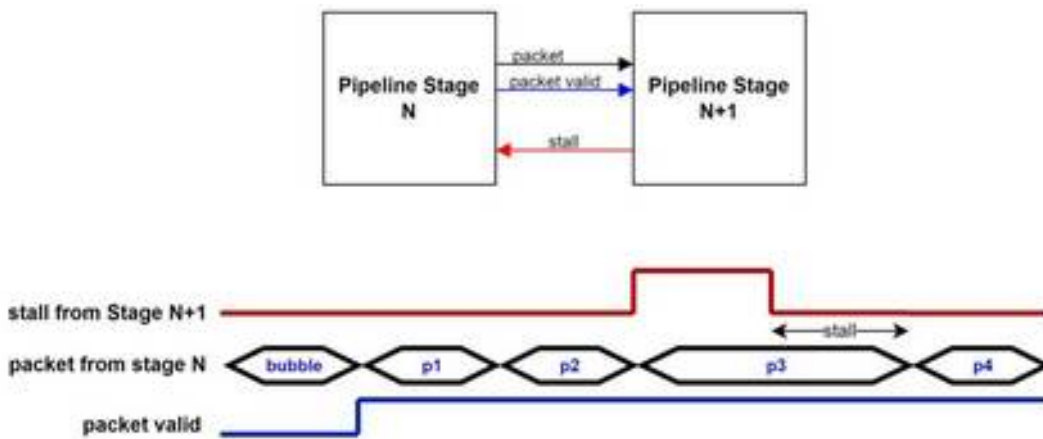 Pipeline Stage
N
packet
packet valid
stall
Pipeline Stage
N+1
stall from Stage N+1
stall
packet from stage N
bubble
p1
p2
p3
p4
packet valid